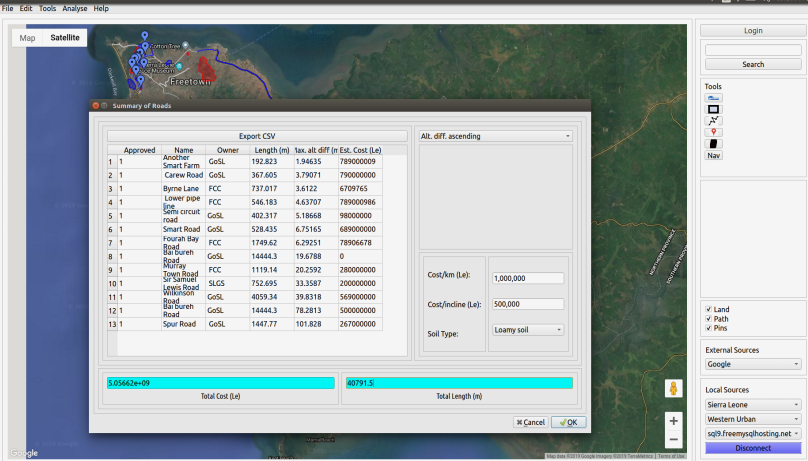 File Edit Tools Analyse Help
Map Satellite
Cotton Tree
Freetown
Summary of Roads
Export CSV
Approved Name Owner Length (m) Max. alt diff (m Est. Cost (Le)
1 1 Another Smart Farm GoSL 192.823 1.94635 789000009
2 1 Carew Road GoSL 367.605 3.79071 790000000
3 1 Byrne Lane FCC 737.017 3.6122 6709765
4 1 Lower pipe line FCC 546.183 4.63707 789000986
5 1 Semi circuit road GoSL 402.317 5.18668 98000000
6 1 Smart Road GoSL 528.435 6.75165 689000000
7 1 Fourah Bay Road FCC 1749.62 6.29251 78906678
8 1 Bai bureh Road GoSL 14444.3 19.6788 0
9 1 Murray Town Road FCC 1119.14 20.2592 280000000
10 1 Sir Samuel Lewis Road SLGS 752.695 33.3587 200000000
11 1 Wilkinson Road GoSL 4059.34 39.8318 569000000
12 1 Bai bureh Road GoSL 14444.3 78.2813 500000000
13 1 Spur Road GoSL 1447.77 101.828 267000000
5.05662e+09
Total Cost (Le)
40791.5
Total Length (m)
Alt. diff. ascending
Cost/km (Le): 1,000,000
Cost/incline (Le): 500,000
Soil Type: Loamy soil
Cancel OK
NORTHERN PROVINCE
SOUTHERN PROVINCE
Google
Map data ©2019 Google Imagery ©2019 TerraMetrics Terms of Use
Login
Search
Tools
Nav
Land
Path
Pins
External Sources
Google
Local Sources
Sierra Leone
Western Urban
sql9.freemysqlhosting.net
Disconnect